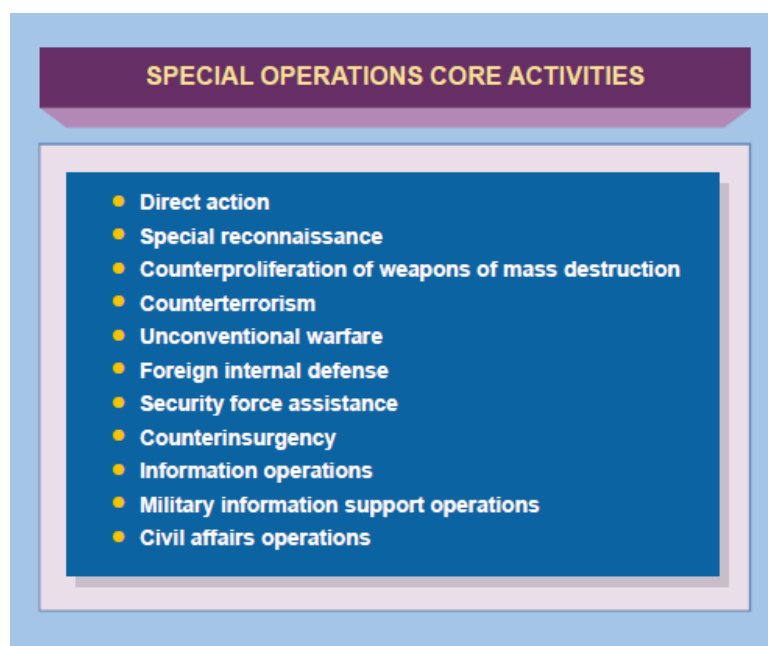 SPECIAL OPERATIONS CORE ACTIVITIES
Direct action
Special reconnaissance
Counterproliferation of weapons of mass destruction
Counterterrorism
Unconventional warfare
Foreign internal defense
Security force assistance
Counterinsurgency
Information operations
Military information support operations
Civil affairs operations